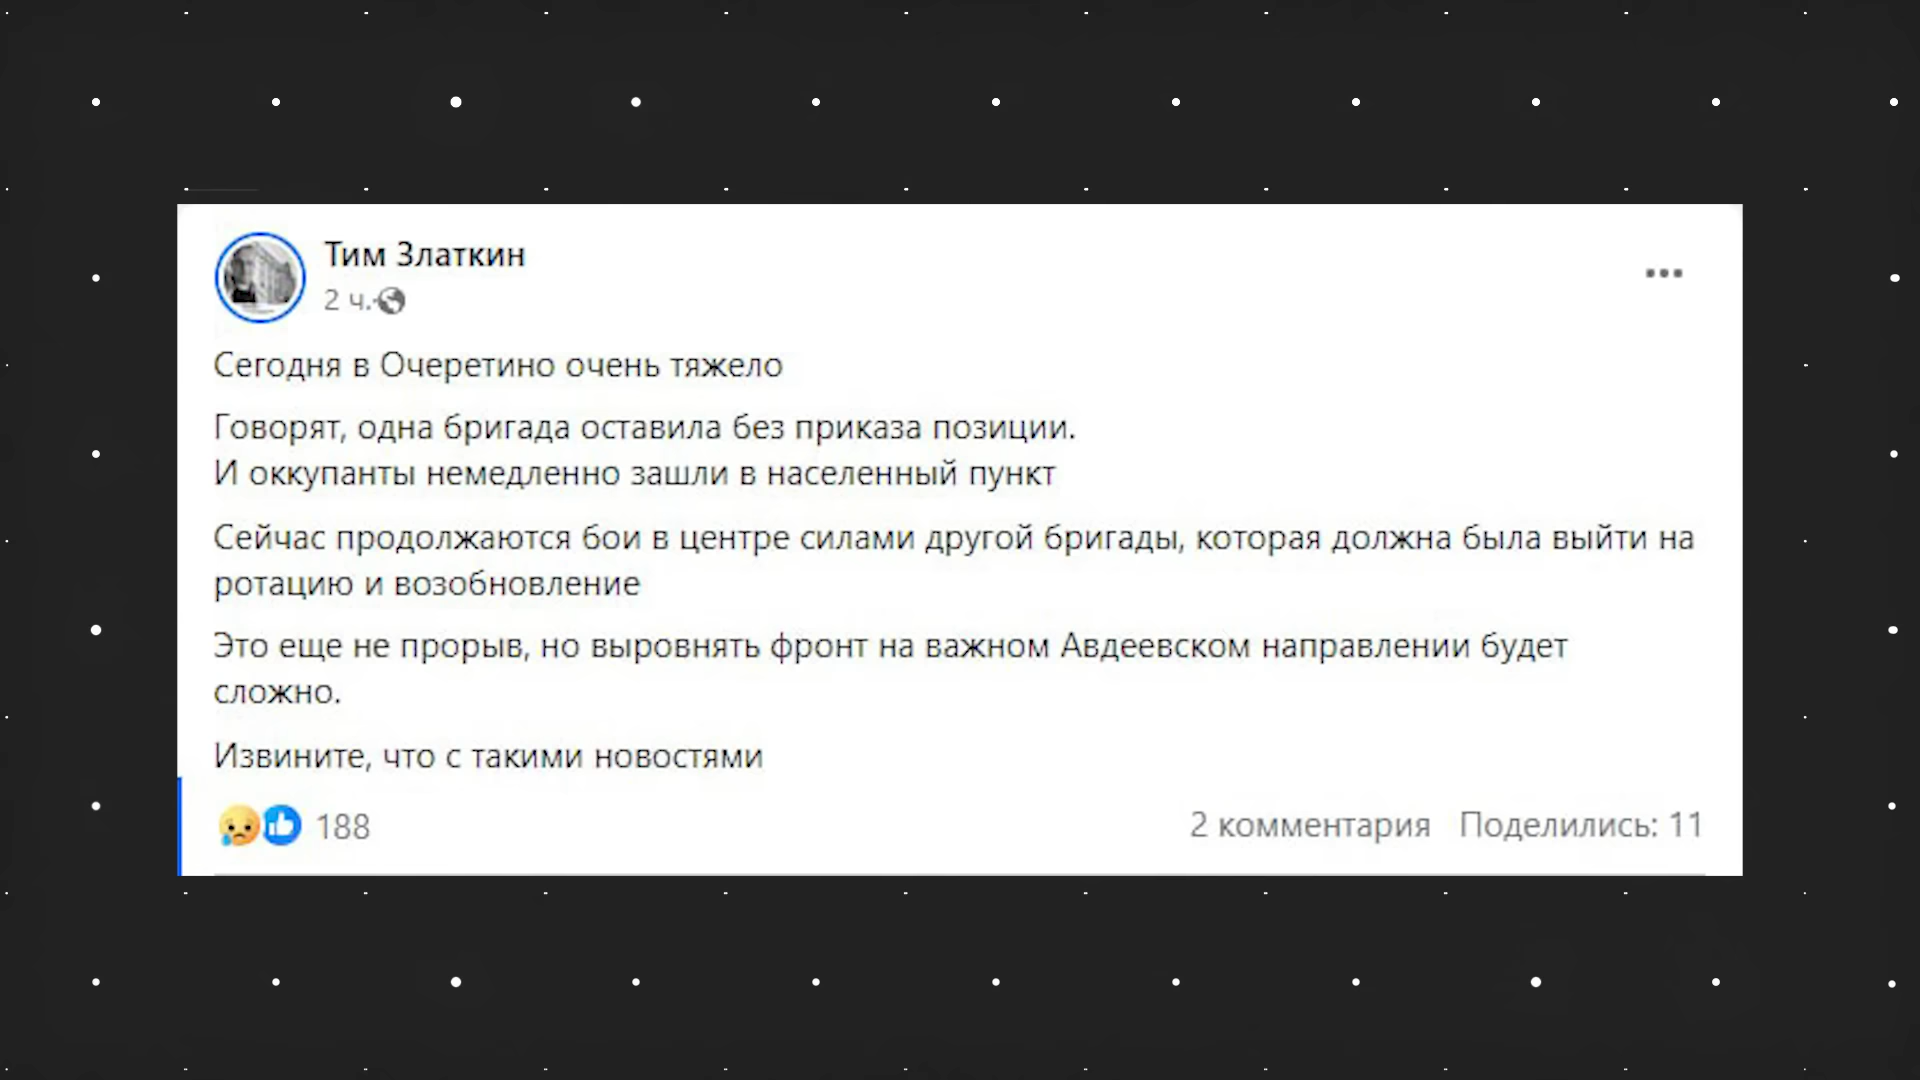 Тим Златкин
2 ч.
Сегодня в Очеретино очень тяжело
Говорят, одна бригада оставила без приказа позиции.
И оккупанты немедленно зашли в населенный пункт
Сейчас продолжаются бои в центре силами другой бригады, которая должна была выйти на
ротацию и возобновление
Это еще не прорыв, но выровнять фронт на важном Авдеевском направлении будет
сложно.
Извините, что с такими новостями
188 2 комментария Поделились: 11